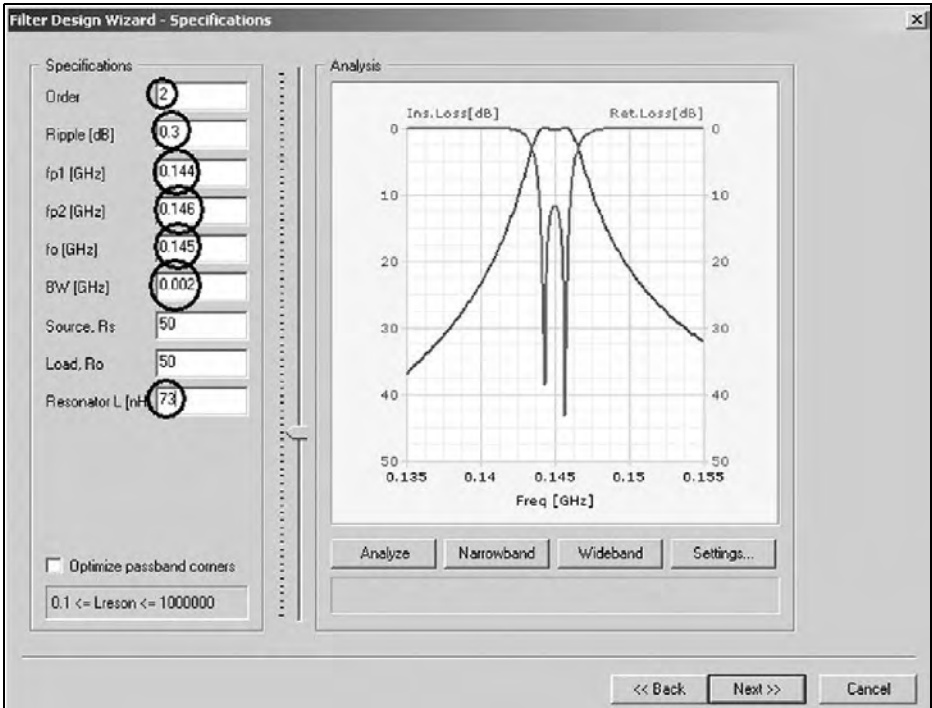 Filter Design Wizard - Specifications
Specifications
Order 2
Ripple [dB] 0.3
fp1 [GHz] 0.144
fp2 [GHz] 0.146
fo [GHz] 0.145
BW [GHz] 0.002
Source, Rs 50
Load, Ro 50
Resonator L [nH 73
Optimize passband corners
0.1 <= Lreson <= 1000000
Analysis
Ins.Loss[dB] Ret.Loss[dB]
0 0
10 10
20 20
30 30
40 40
50 50
0.135 0.14 0.145 0.15 0.155
Freq [GHz]
Analyze Narrowband Wideband Settings...
<< Back Next >> Cancel